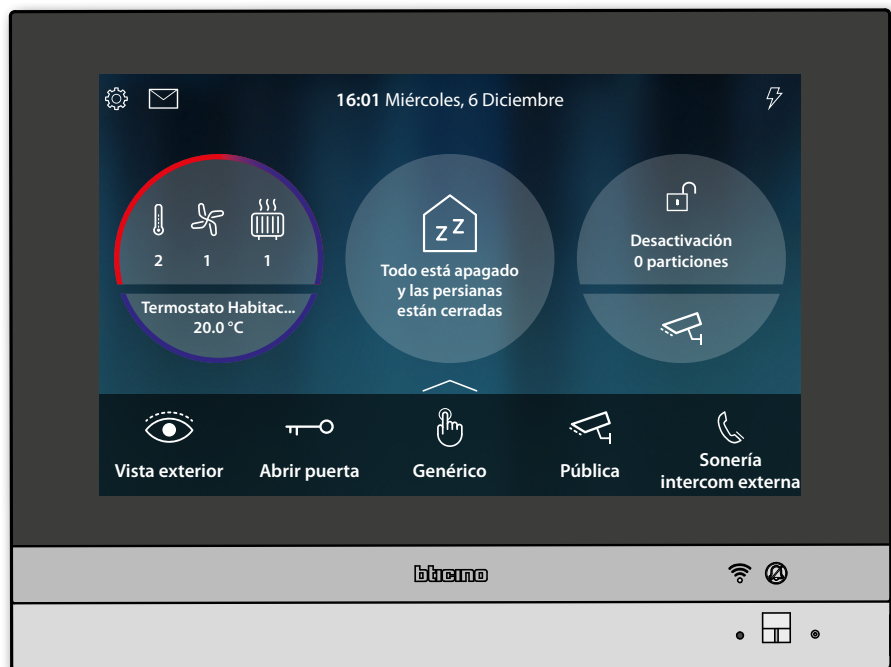 16:01 Miércoles, 6 Diciembre
2 1 1
Termostato Habitac...
20.0 °C
zz
Todo está apagado
y las persianas
están cerradas
Desactivación
0 particiones
Vista exterior
Abrir puerta
Genérico
Pública
Sonería
intercom externa
bticino